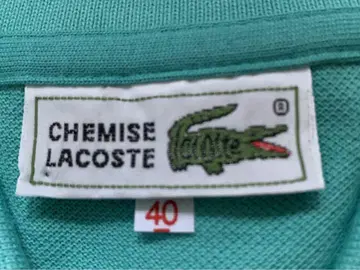 CHEMISE
LACOSTE
Lacoste
®
40